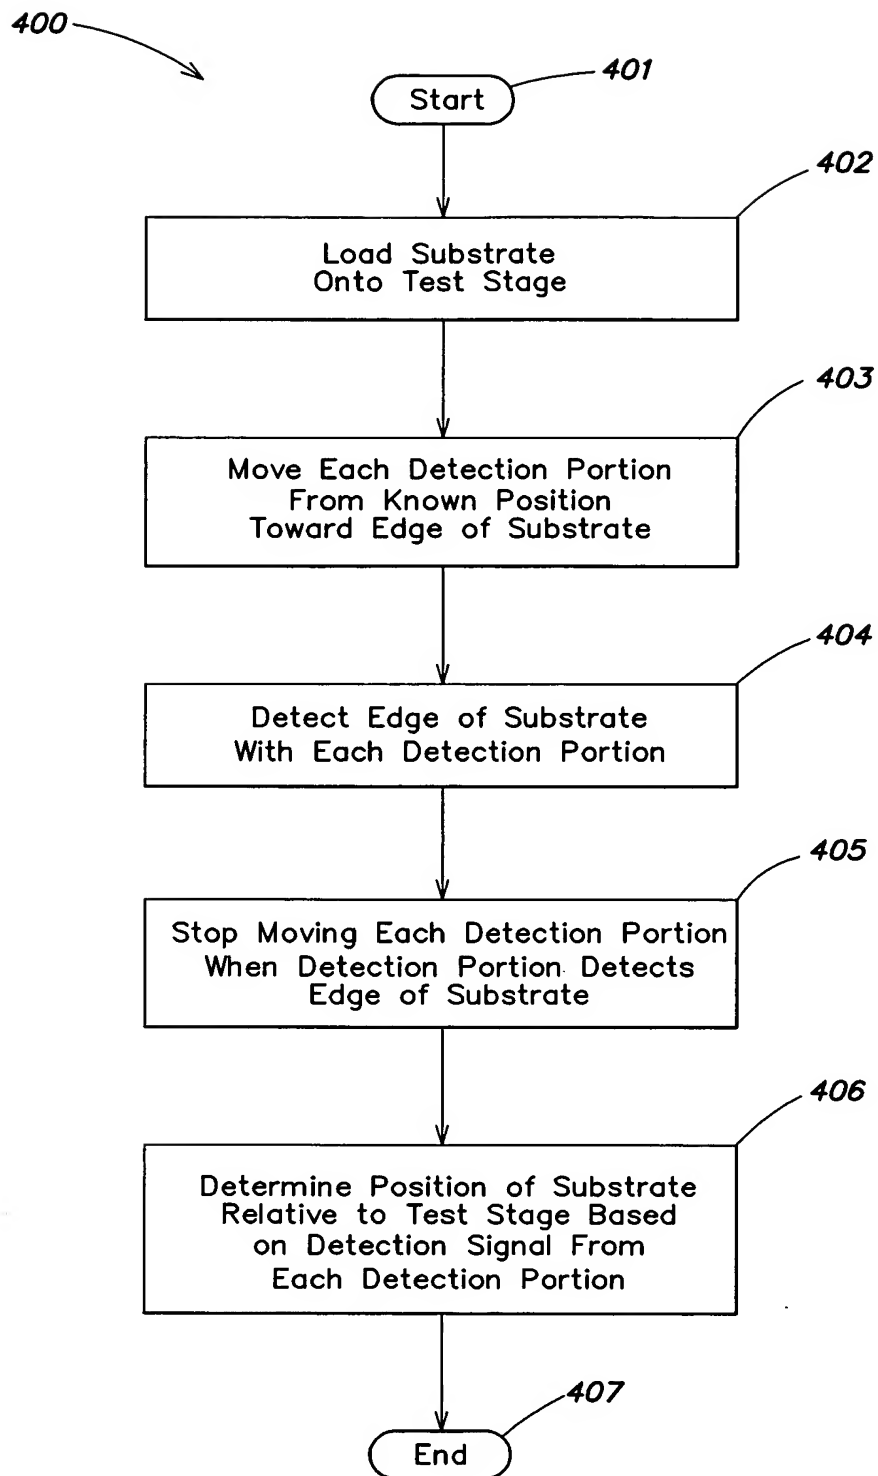 400
401
Start
402
Load Substrate
Onto Test Stage
403
Move Each Detection Portion
From Known Position
Toward Edge of Substrate
404
Detect Edge of Substrate
With Each Detection Portion
405
Stop Moving Each Detection Portion
When Detection Portion Detects
Edge of Substrate
406
Determine Position of Substrate
Relative to Test Stage Based
on Detection Signal From
Each Detection Portion
407
End